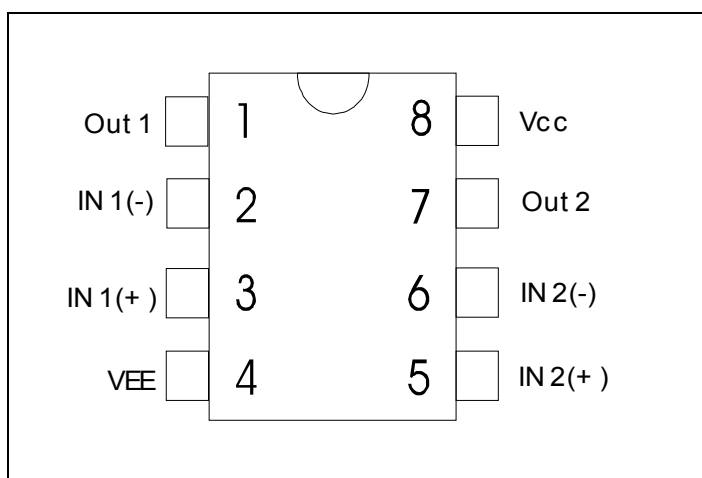 Out 1 1 8 Vcc
IN 1(-) 2 7 Out 2
IN 1(+ ) 3 6 IN 2(-)
VEE 4 5 IN 2(+ )